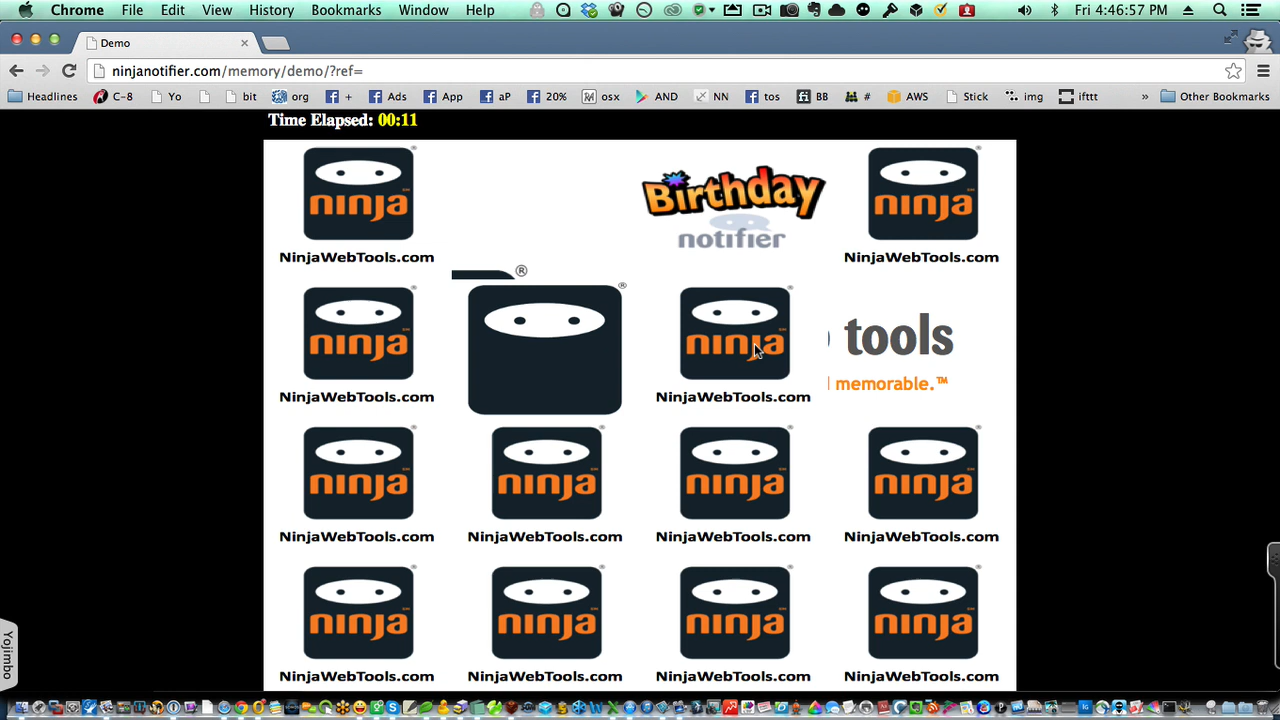 Chrome File Edit View History Bookmarks Window Help Fri 4:46:57 PM
Demo
ninjanotifier.com/memory/demo/?ref=
Headlines C-8 Yo bit org + Ads App aP 20% osx AND NN tos BB # AWS Stick img ifttt » Other Bookmarks
Time Elapsed: 00:11
ninja Birthday ninja
notifier
NinjaWebTools.com NinjaWebTools.com
®
ninja ® ninja tools
memorable.™
NinjaWebTools.com NinjaWebTools.com
ninja ninja ninja ninja
NinjaWebTools.com NinjaWebTools.com NinjaWebTools.com NinjaWebTools.com
ninja ninja ninja ninja
NinjaWebTools.com NinjaWebTools.com NinjaWebTools.com NinjaWebTools.com
Yojimbo